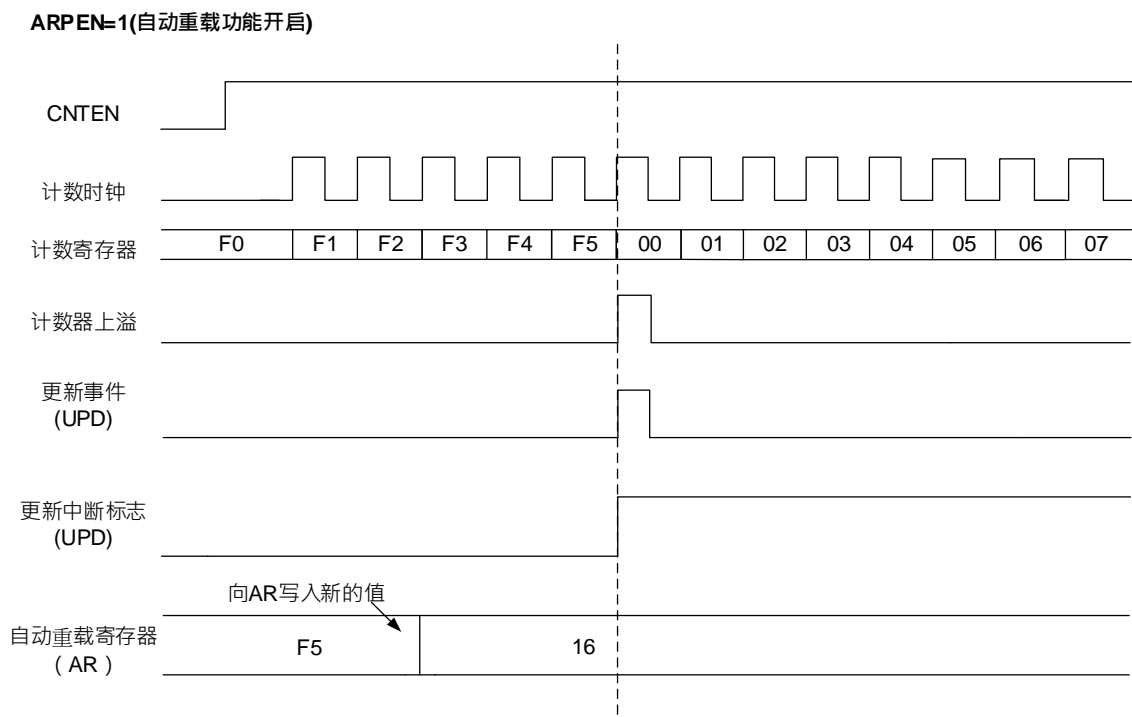 ARPEN=1(自动重载功能开启)
CNTEN
计数时钟
计数寄存器
F0 F1 F2 F3 F4 F5 00 01 02 03 04 05 06 07
计数器上溢
更新事件
(UPD)
更新中断标志
(UPD)
向AR写入新的值
自动重载寄存器
( AR )
F5 16